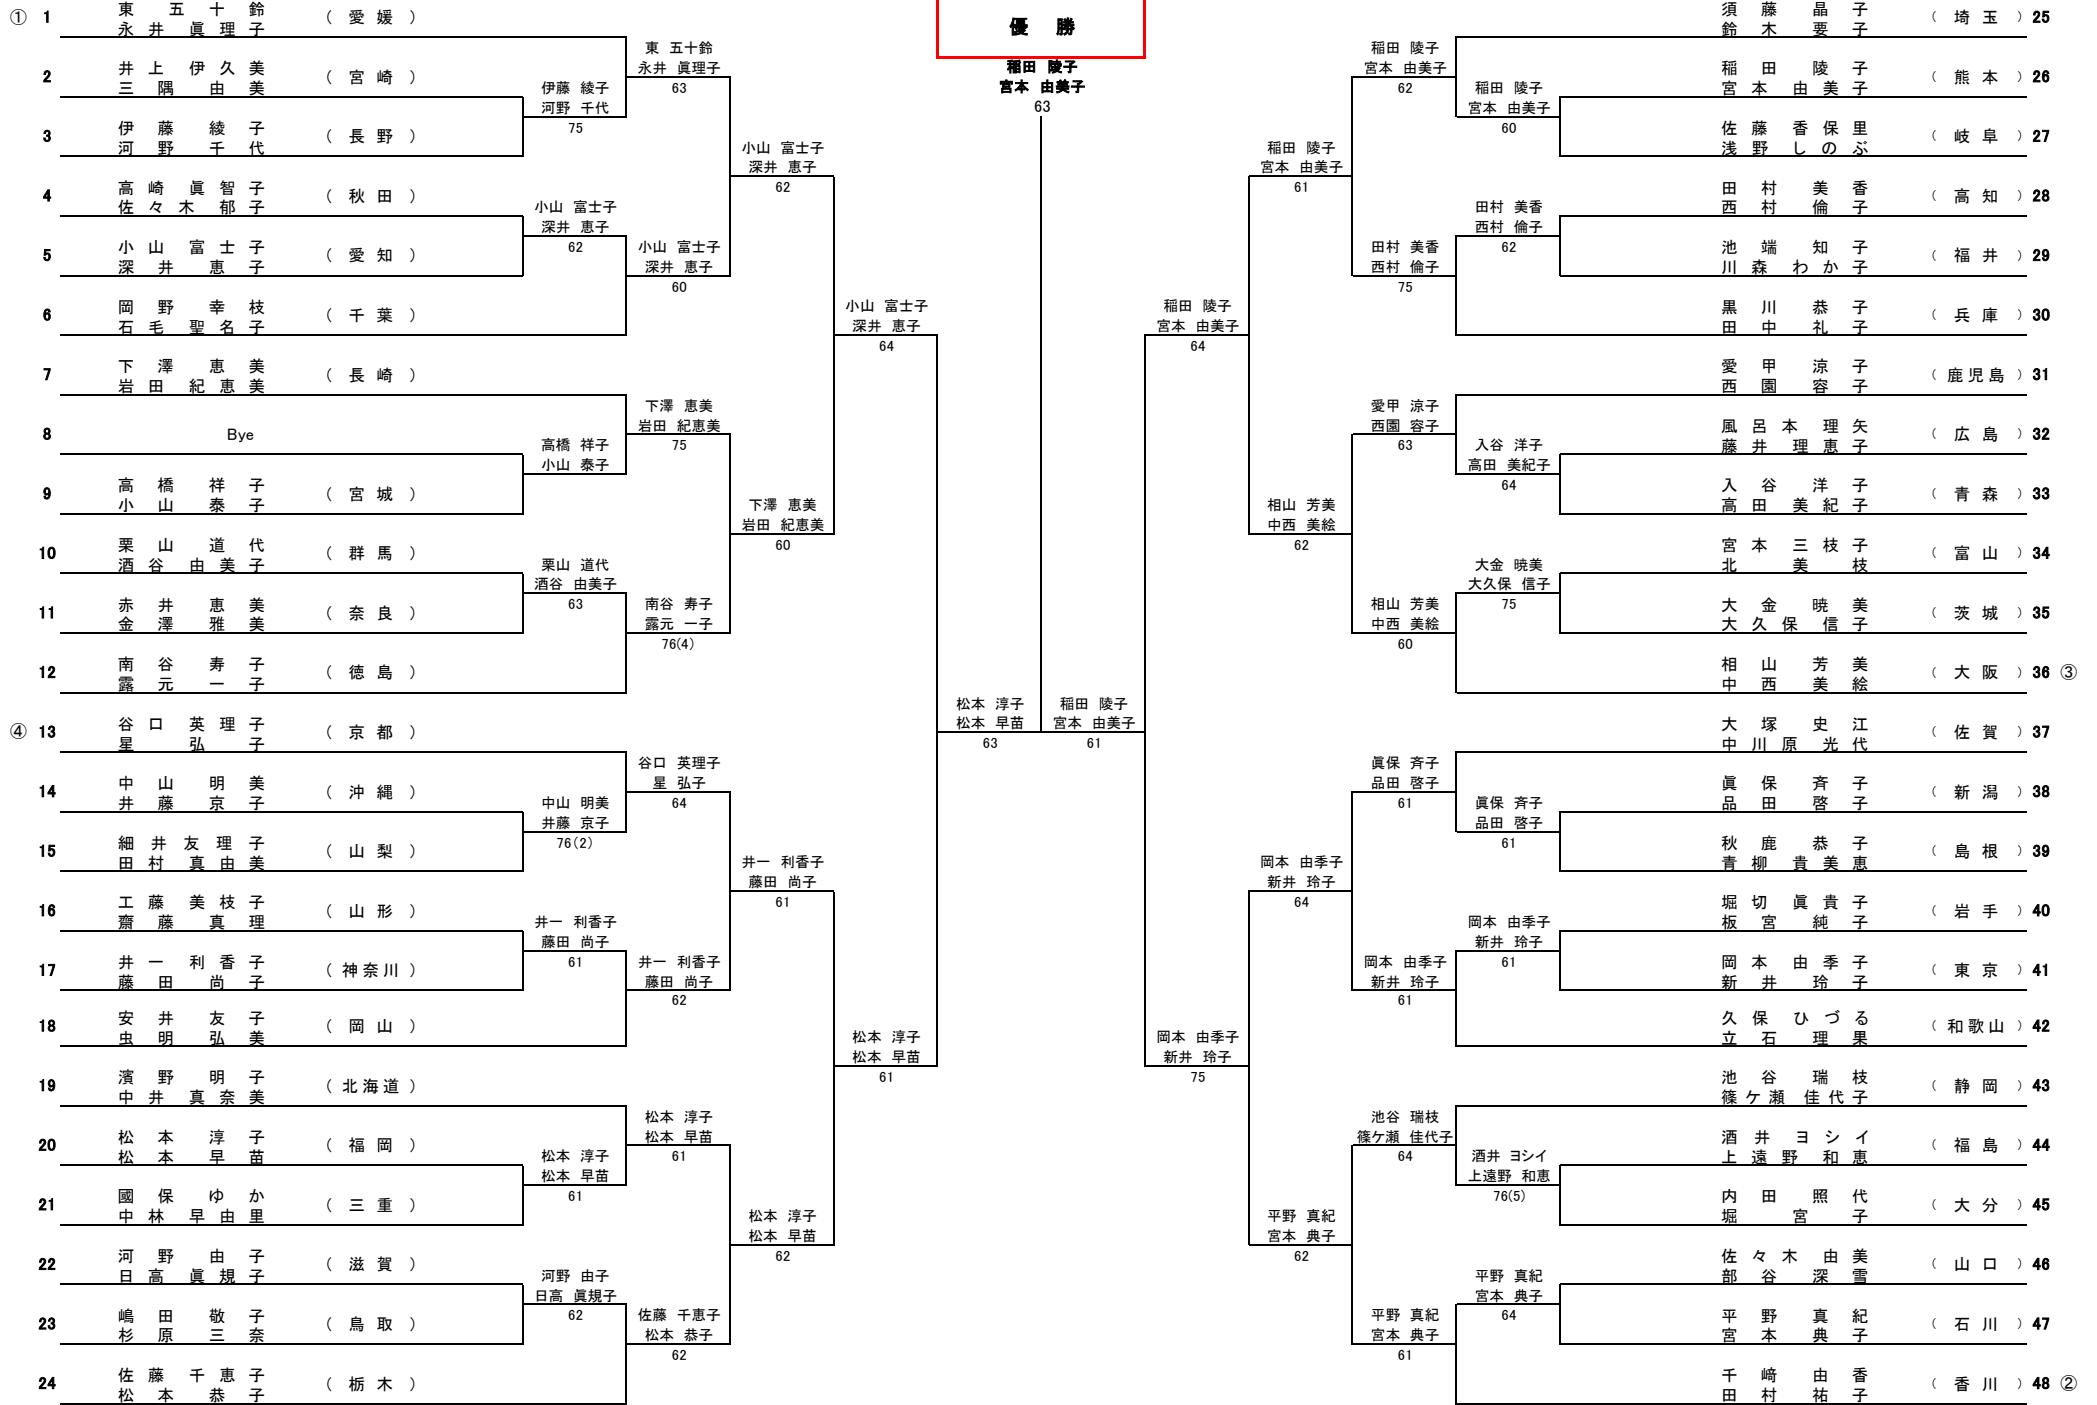 優 勝
稲田 陵子
宮本 由美子
63
① 1 東 五十鈴 (愛媛)
永井 眞理子
2 井上 伊久美 (宮崎)
三隅 由美
3 伊藤 綾子 (長野)
河野 千代
4 高崎 眞智子 (秋田)
佐々木 郁子
5 小山 富士子 (愛知)
深井 恵子
6 岡野 幸枝 (千葉)
石毛 聖名子
7 下澤 恵美 (長崎)
岩田 紀恵美
8 Bye
9 高橋 祥子 (宮城)
小山 泰子
10 栗山 道代 (群馬)
酒谷 由美子
11 赤井 恵美 (奈良)
金澤 雅美
12 南谷 寿子 (徳島)
露元 一子
④ 13 谷口 英理子 (京都)
星 弘子
14 中山 明美 (沖縄)
井藤 京子
15 細井 友理子 (山梨)
田村 真由美
16 工藤 美枝子 (山形)
齋藤 真理
17 井一 利香子 (神奈川)
藤田 尚子
18 安井 友子 (岡山)
虫明 弘美
19 濱野 明子 (北海道)
中井 真奈美
20 松本 淳子 (福岡)
松本 早苗
21 國保 ゆか (三重)
中林 早由里
22 河野 由子 (滋賀)
日高 眞規子
23 嶋田 敬子 (鳥取)
杉原 三奈
24 佐藤 千恵子 (栃木)
松本 恭子
伊藤 綾子
河野 千代
75
小山 富士子
深井 恵子
62
高橋 祥子
小山 泰子
栗山 道代
酒谷 由美子
63
中山 明美
井藤 京子
76(2)
井一 利香子
藤田 尚子
61
松本 淳子
松本 早苗
61
河野 由子
日高 眞規子
62
東 五十鈴
永井 眞理子
63
小山 富士子
深井 恵子
60
下澤 恵美
岩田 紀恵美
75
南谷 寿子
露元 一子
76(4)
谷口 英理子
星 弘子
64
井一 利香子
藤田 尚子
62
松本 淳子
松本 早苗
61
佐藤 千恵子
松本 恭子
62
小山 富士子
深井 恵子
62
下澤 恵美
岩田 紀恵美
60
井一 利香子
藤田 尚子
61
松本 淳子
松本 早苗
62
小山 富士子
深井 恵子
64
松本 淳子
松本 早苗
61
松本 淳子
松本 早苗
63
稲田 陵子
宮本 由美子
61
稲田 陵子
宮本 由美子
64
岡本 由季子
新井 玲子
75
稲田 陵子
宮本 由美子
61
相山 芳美
中西 美絵
62
岡本 由季子
新井 玲子
64
平野 真紀
宮本 典子
62
稲田 陵子
宮本 由美子
62
田村 美香
西村 倫子
75
愛甲 涼子
西園 容子
63
相山 芳美
中西 美絵
60
眞保 斉子
品田 啓子
61
岡本 由季子
新井 玲子
61
池谷 瑞枝
篠ケ瀬 佳代子
64
平野 真紀
宮本 典子
61
稲田 陵子
宮本 由美子
60
田村 美香
西村 倫子
62
入谷 洋子
高田 美紀子
64
大金 暁美
大久保 信子
75
眞保 斉子
品田 啓子
61
岡本 由季子
新井 玲子
61
酒井 ヨシイ
上遠野 和恵
76(5)
平野 真紀
宮本 典子
64
須藤 晶子 (埼玉) 25
鈴木 要子
稲田 陵子 (熊本) 26
宮本 由美子
佐藤 香保里 (岐阜) 27
浅野 しのぶ
田村 美香 (高知) 28
西村 倫子
池端 知子 (福井) 29
川森 わか子
黒川 恭子 (兵庫) 30
田中 礼子
愛甲 涼子 (鹿児島) 31
西園 容子
風呂本 理矢 (広島) 32
藤井 理恵子
入谷 洋子 (青森) 33
高田 美紀子
宮本 三枝子 (富山) 34
北 美枝
大金 暁美 (茨城) 35
大久保 信子
相山 芳美 (大阪) 36 ③
中西 美絵
大塚 史江 (佐賀) 37
中川原 光代
眞保 斉子 (新潟) 38
品田 啓子
秋鹿 恭子 (島根) 39
青柳 貴美恵
堀切 眞貴子 (岩手) 40
板宮 純子
岡本 由季子 (東京) 41
新井 玲子
久保 ひづる (和歌山) 42
立石 理果
池谷 瑞枝 (静岡) 43
篠ケ瀬 佳代子
酒井 ヨシイ (福島) 44
上遠野 和恵
内田 照代 (大分) 45
堀 宮子
佐々木 由美 (山口) 46
部谷 深雪
平野 真紀 (石川) 47
宮本 典子
千﨑 由香 (香川) 48 ②
田村 祐子